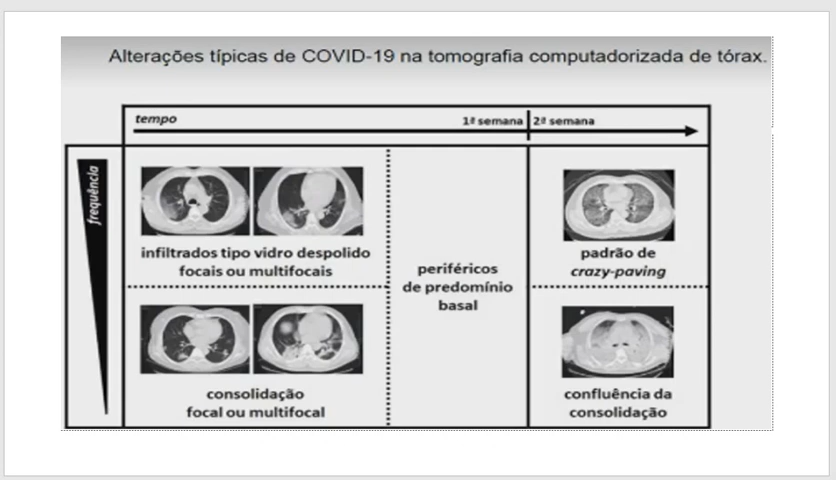 Alterações típicas de COVID-19 na tomografia computadorizada de tórax.
tempo
1ª semana
2ª semana
frequência
infiltrados tipo vidro despolido
focais ou multifocais
periféricos
de predomínio
basal
padrão de
crazy-paving
consolidação
focal ou multifocal
confluência da
consolidação